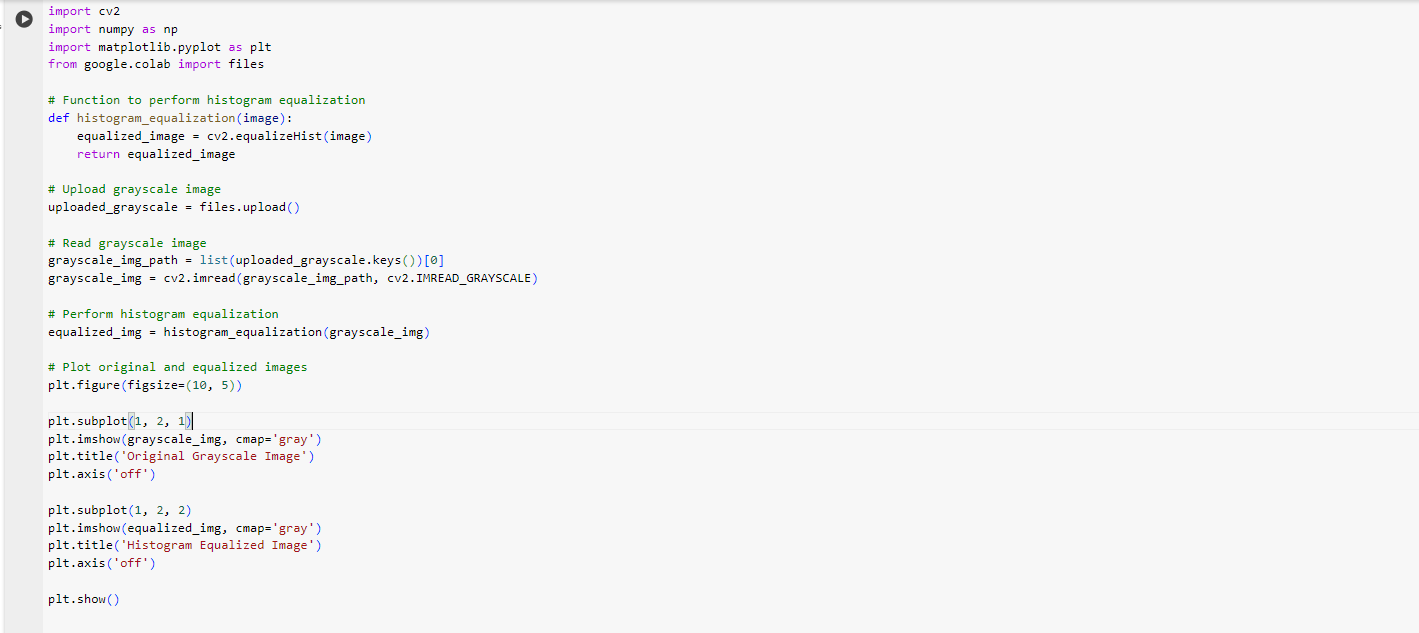 import cv2
import numpy as np
import matplotlib.pyplot as plt
from google.colab import files
# Function to perform histogram equalization
def histogram_equalization(image):
    equalized_image = cv2.equalizeHist(image)
    return equalized_image
# Upload grayscale image
uploaded_grayscale = files.upload()
# Read grayscale image
grayscale_img_path = list(uploaded_grayscale.keys())[0]
grayscale_img = cv2.imread(grayscale_img_path, cv2.IMREAD_GRAYSCALE)
# Perform histogram equalization
equalized_img = histogram_equalization(grayscale_img)
# Plot original and equalized images
plt.figure(figsize=(10, 5))
plt.subplot(1, 2, 1)
plt.imshow(grayscale_img, cmap='gray')
plt.title('Original Grayscale Image')
plt.axis('off')
plt.subplot(1, 2, 2)
plt.imshow(equalized_img, cmap='gray')
plt.title('Histogram Equalized Image')
plt.axis('off')
plt.show()